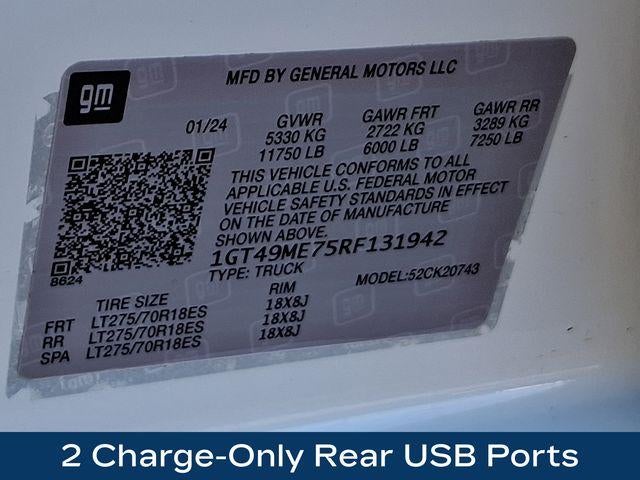 gm
MFD BY GENERAL MOTORS LLC
01/24
GVWR
5330 KG
11750 LB
GAWR FRT
2722 KG
6000 LB
GAWR RR
3289 KG
7250 LB
THIS VEHICLE CONFORMS TO ALL
APPLICABLE U.S. FEDERAL MOTOR
VEHICLE SAFETY STANDARDS IN EFFECT
ON THE DATE OF MANUFACTURE
SHOWN ABOVE.
8624
1GT49ME75RF131942
TYPE: TRUCK
MODEL:52CK20743
TIRE SIZE RIM
FRT LT275/70R18ES 18X8J
RR LT275/70R18ES 18X8J
SPA LT275/70R18ES 18X8J
2 Charge-Only Rear USB Ports